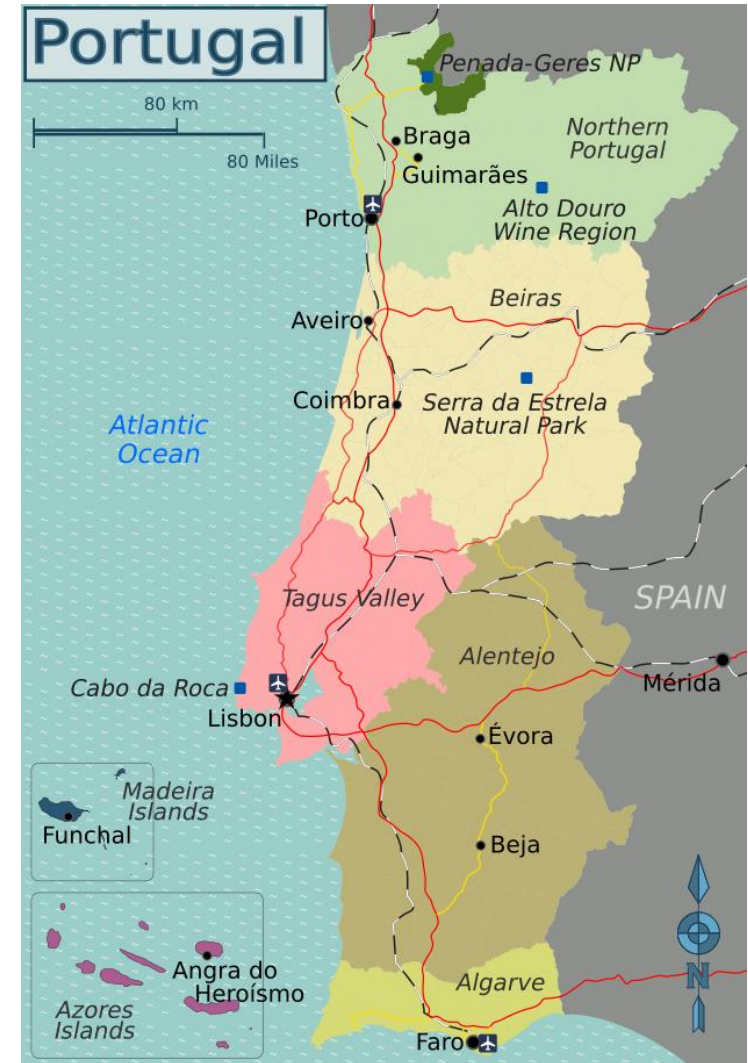 Portugal
80 km
80 Miles
Penada-Geres NP
Braga
Northern
Portugal
Guimarães
Alto Douro
Wine Region
Porto
Beiras
Aveiro
Coimbra
Serra da Estrela
Natural Park
Atlantic
Ocean
Tagus Valley
SPAIN
Alentejo
Cabo da Roca
Mérida
Lisbon
Évora
Madeira
Islands
Funchal
Beja
Angra do
Heroísmo
Azores
Islands
N
Algarve
Faro